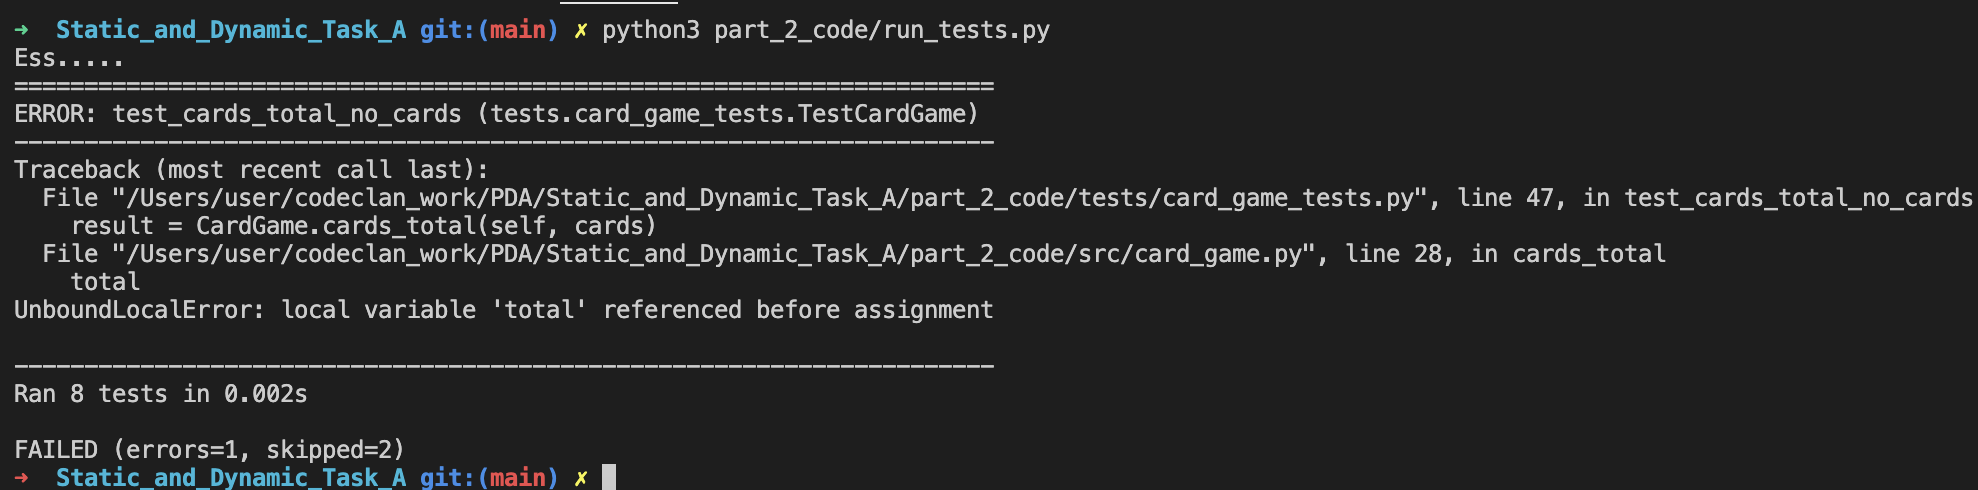 ➜  Static_and_Dynamic_Task_A git:(main) ✗ python3 part_2_code/run_tests.py
Ess.....
======================================================================
ERROR: test_cards_total_no_cards (tests.card_game_tests.TestCardGame)
----------------------------------------------------------------------
Traceback (most recent call last):
  File "/Users/user/codeclan_work/PDA/Static_and_Dynamic_Task_A/part_2_code/tests/card_game_tests.py", line 47, in test_cards_total_no_cards
    result = CardGame.cards_total(self, cards)
  File "/Users/user/codeclan_work/PDA/Static_and_Dynamic_Task_A/part_2_code/src/card_game.py", line 28, in cards_total
    total
UnboundLocalError: local variable 'total' referenced before assignment

----------------------------------------------------------------------
Ran 8 tests in 0.002s

FAILED (errors=1, skipped=2)
➜  Static_and_Dynamic_Task_A git:(main) ✗